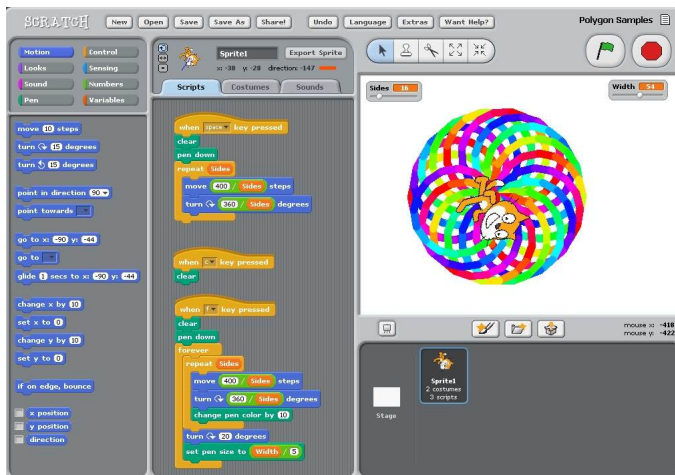 SCRATCH New Open Save Save As Share! Undo Language Extras Want Help? Polygon Samples
Motion Control
Looks Sensing
Sound Numbers
Pen Variables
move 10 steps
turn 15 degrees
turn 15 degrees
point in direction 90
point towards
go to x: -90 y: -44
go to
glide 1 secs to x: -90 y: -44
change x by 10
set x to 0
change y by 10
set y to 0
if on edge, bounce
x position
y position
direction
Sprite1 Export Sprite
x: -38 y: -28 direction: -147
Scripts Costumes Sounds
when space key pressed
clear
pen down
repeat Sides
move 400 / Sides steps
turn 360 / Sides degrees
when c key pressed
clear
when f key pressed
clear
pen down
forever
repeat Sides
move 400 / Sides steps
turn 360 / Sides degrees
change pen color by 10
turn 20 degrees
set pen size to Width / 5
Sides 16
Width 54
mouse x: -418
mouse y: -422
Stage
Sprite1
2 costumes
3 scripts